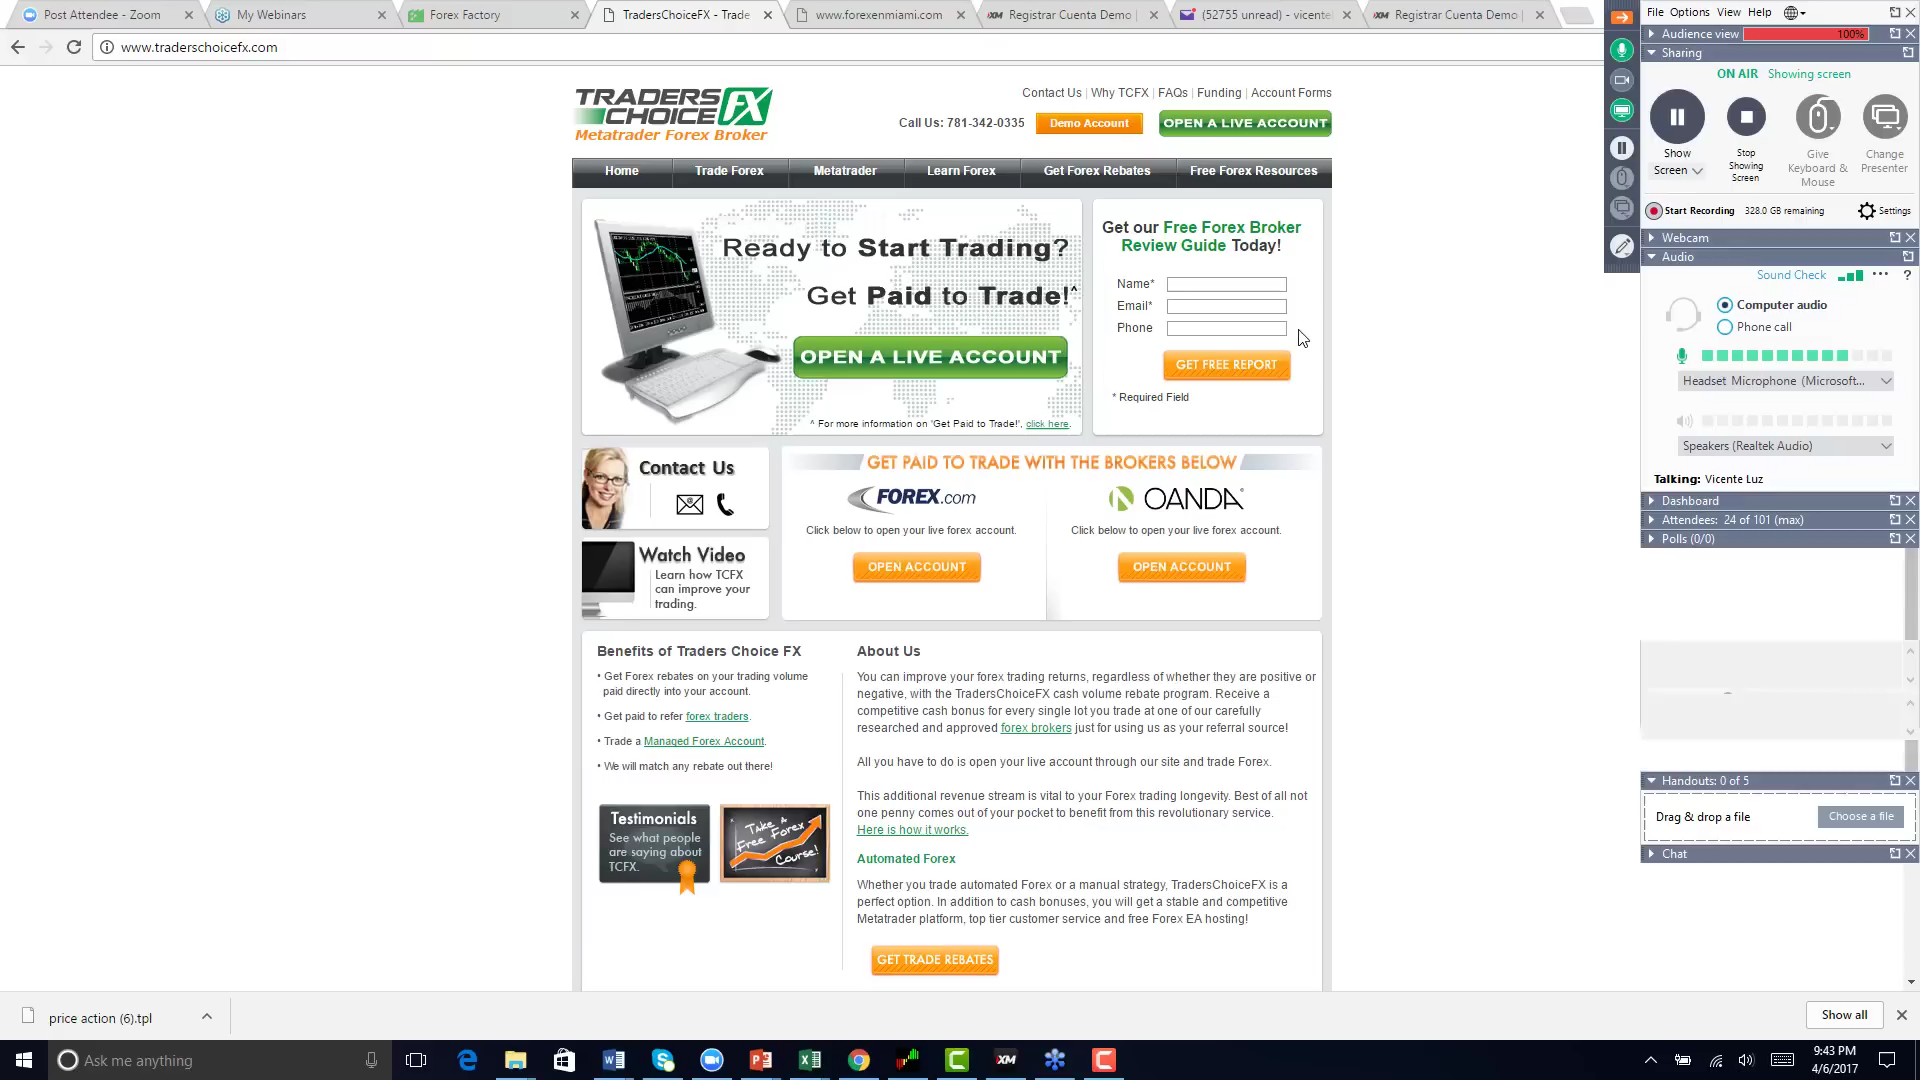 Post Attendee - Zoom
My Webinars
Forex Factory
TradersChoiceFX - Trade
www.forexenmiami.com
Registrar Cuenta Demo |
(52755 unread) - vicente
Registrar Cuenta Demo |
www.traderschoicefx.com
TRADERS CHOICE FX
Metatrader Forex Broker
Contact Us | Why TCFX | FAQs | Funding | Account Forms
Call Us: 781-342-0335
Demo Account
OPEN A LIVE ACCOUNT
Home
Trade Forex
Metatrader
Learn Forex
Get Forex Rebates
Free Forex Resources
Ready to Start Trading?
Get Paid to Trade!^
OPEN A LIVE ACCOUNT
^ For more information on 'Get Paid to Trade!', click here.
Get our Free Forex Broker
Review Guide Today!
Name*
Email*
Phone
GET FREE REPORT
* Required Field
Contact Us
Watch Video
Learn how TCFX
can improve your
trading.
GET PAID TO TRADE WITH THE BROKERS BELOW
FOREX.com
Click below to open your live forex account.
OPEN ACCOUNT
OANDA
Click below to open your live forex account.
OPEN ACCOUNT
Benefits of Traders Choice FX
• Get Forex rebates on your trading volume
paid directly into your account.
• Get paid to refer forex traders.
• Trade a Managed Forex Account.
• We will match any rebate out there!
Testimonials
See what people
are saying about
TCFX.
Take A
Free Forex
Course!
About Us
You can improve your forex trading returns, regardless of whether they are positive or
negative, with the TradersChoiceFX cash volume rebate program. Receive a
competitive cash bonus for every single lot you trade at one of our carefully
researched and approved forex brokers just for using us as your referral source!
All you have to do is open your live account through our site and trade Forex.
This additional revenue stream is vital to your Forex trading longevity. Best of all not
one penny comes out of your pocket to benefit from this revolutionary service.
Here is how it works.
Automated Forex
Whether you trade automated Forex or a manual strategy, TradersChoiceFX is a
perfect option. In addition to cash bonuses, you will get a stable and competitive
Metatrader platform, top tier customer service and free Forex EA hosting!
GET TRADE REBATES
File Options View Help
Audience view 100%
Sharing
ON AIR Showing screen
Show
Screen
Stop
Showing
Screen
Give
Keyboard &
Mouse
Change
Presenter
Start Recording 328.0 GB remaining Settings
Webcam
Audio
Sound Check ?
Computer audio
Phone call
Headset Microphone (Microsoft...
Speakers (Realtek Audio)
Talking: Vicente Luz
Dashboard
Attendees: 24 of 101 (max)
Polls (0/0)
Handouts: 0 of 5
Drag & drop a file
Choose a file
Chat
price action (6).tpl
Show all
Ask me anything
XM
9:43 PM
4/6/2017